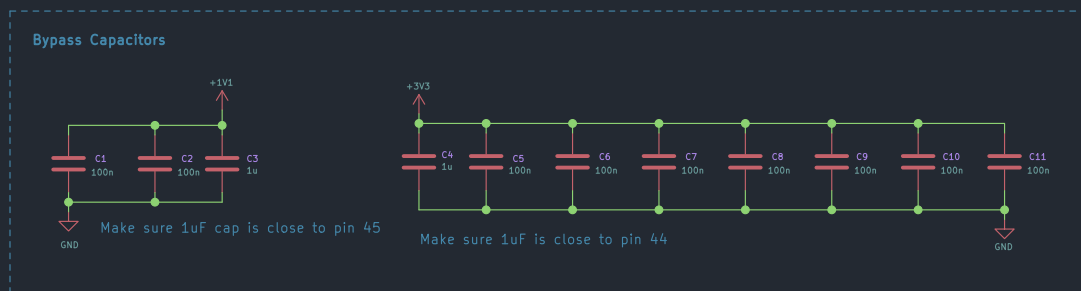 Bypass Capacitors
+1V1
+3V3
C1
100n
C2
100n
C3
1u
C4
1u
C5
100n
C6
100n
C7
100n
C8
100n
C9
100n
C10
100n
C11
100n
GND
Make sure 1uF cap is close to pin 45
Make sure 1uF is close to pin 44
GND